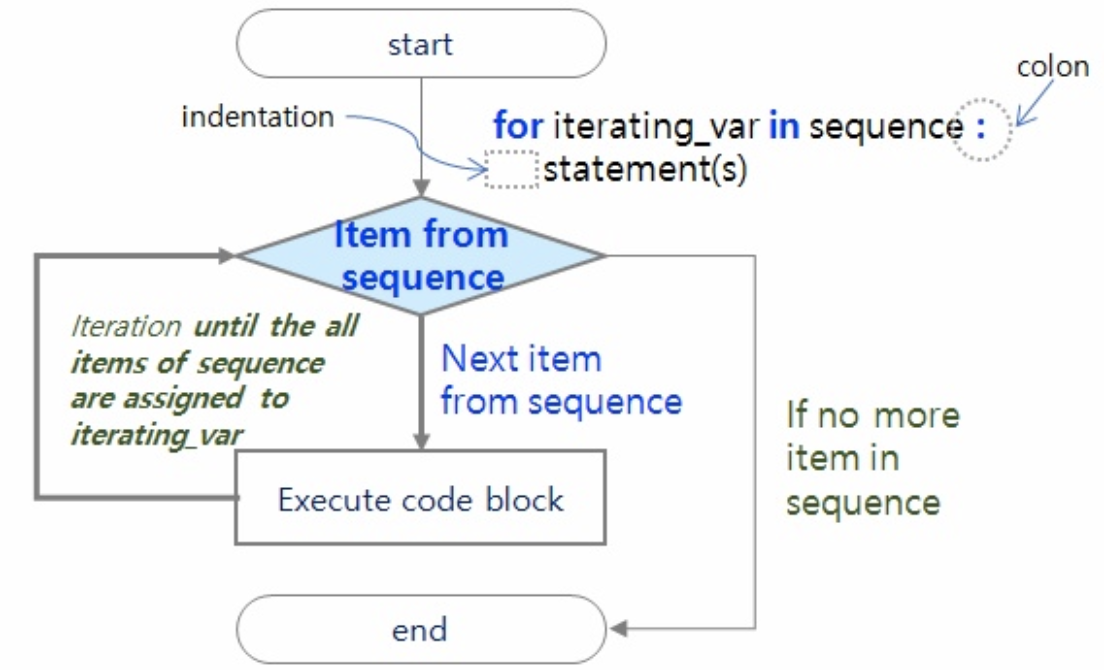 start
colon
indentation
for iterating_var in sequence :
statement(s)
Item from
sequence
Iteration until the all
items of sequence
are assigned to
iterating_var
Next item
from sequence
If no more
item in
sequence
Execute code block
end